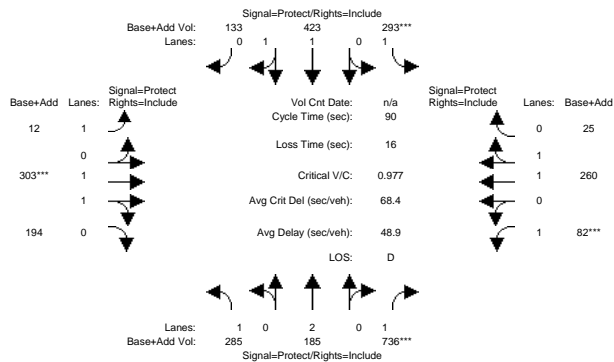 Signal=Protect/Rights=Include
Base+Add Vol: 133 423 293***
Lanes: 0 1 1 0 1
Signal=Protect
Base+Add Lanes: Rights=Include
Vol Cnt Date: n/a
Signal=Protect
Rights=Include Lanes: Base+Add
Cycle Time (sec): 90
12 1
0 25
Loss Time (sec): 16
0
1
303*** 1
Critical V/C: 0.977
1 260
1
Avg Crit Del (sec/veh): 68.4
0
194 0
Avg Delay (sec/veh): 48.9
1 82***
LOS: D
Lanes: 1 0 2 0 1
Base+Add Vol: 285 185 736***
Signal=Protect/Rights=Include